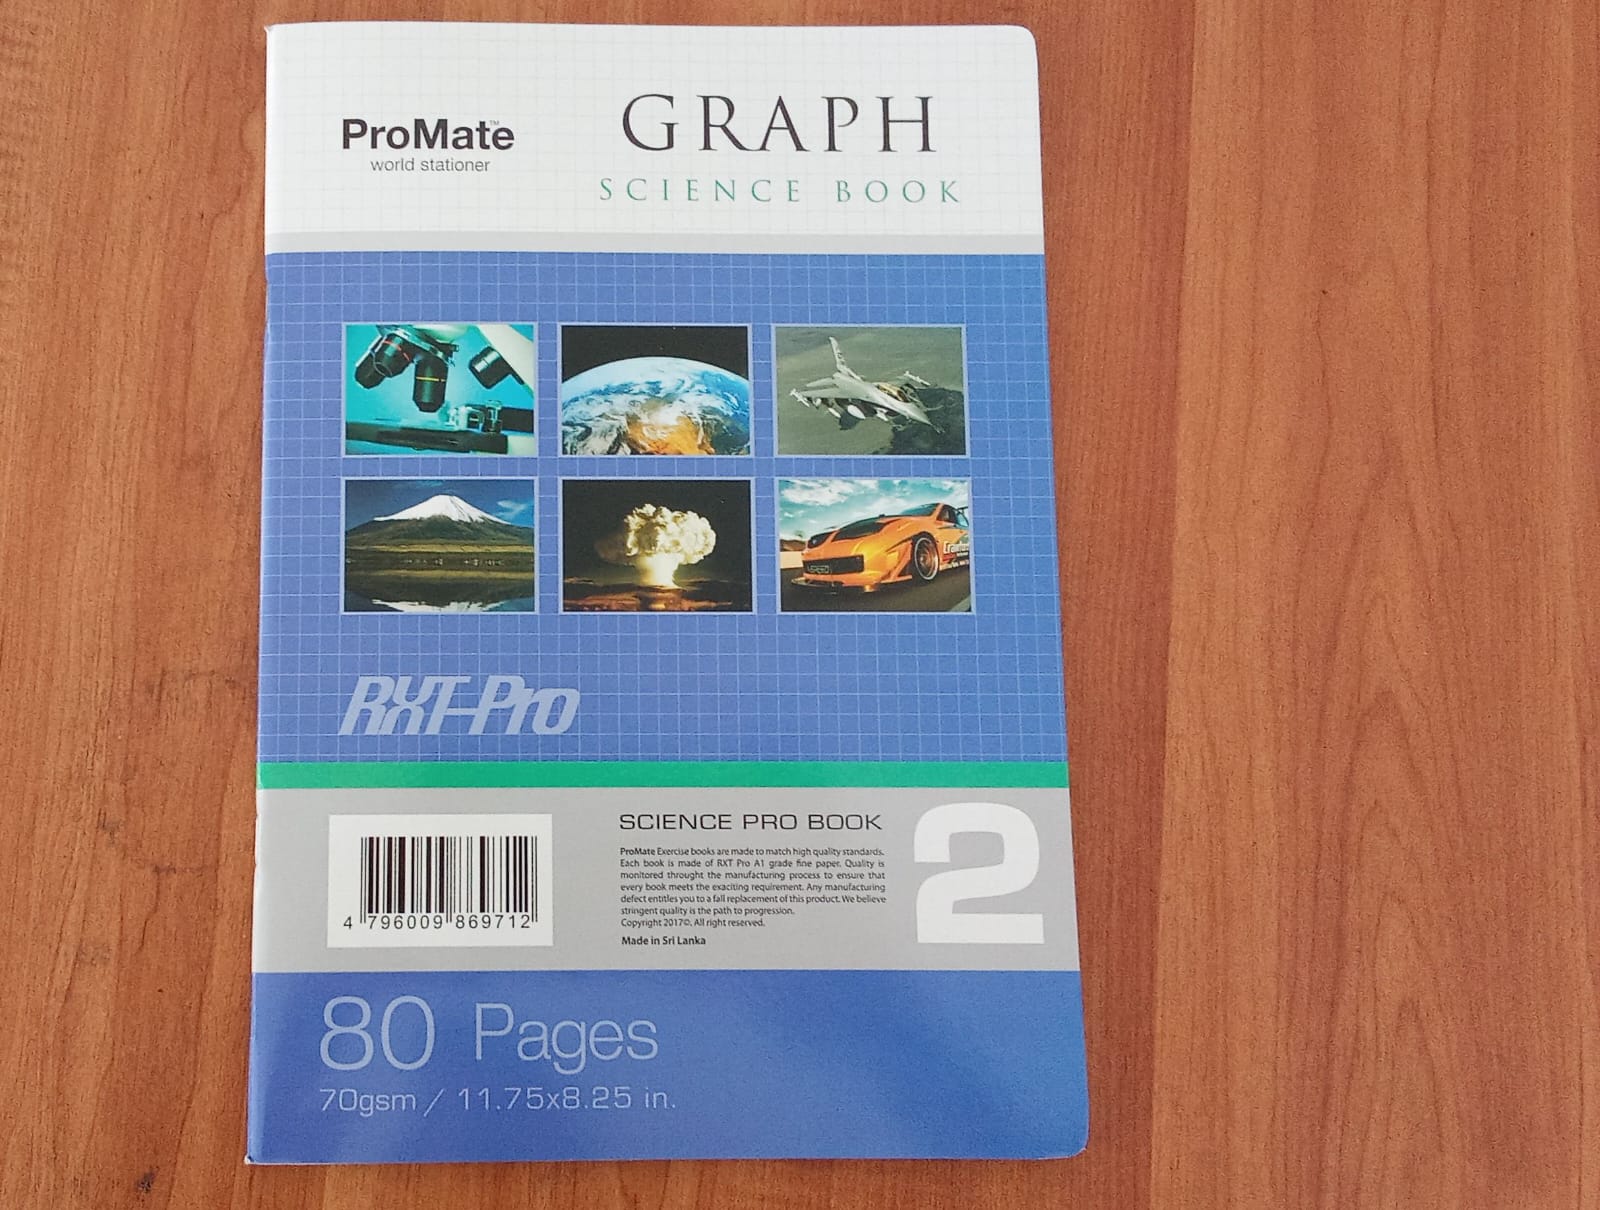 ProMate™
world stationer
GRAPH
SCIENCE BOOK
RXT-Pro
SCIENCE PRO BOOK
2
ProMate Exercise books are made to match high quality standards.
Each book is made of RXT Pro A1 grade fine paper. Quality is
monitored throught the manufacturing process to ensure that
every book meets the exacting requirement. Any manufacturing
defect entitles you to a fall replacement of this product. We believe
stringent quality is the path to progression.
Copyright 2017©. All right reserved.
Made in Sri Lanka
4 796009 869712
80 Pages
70gsm / 11.75x8.25 in.